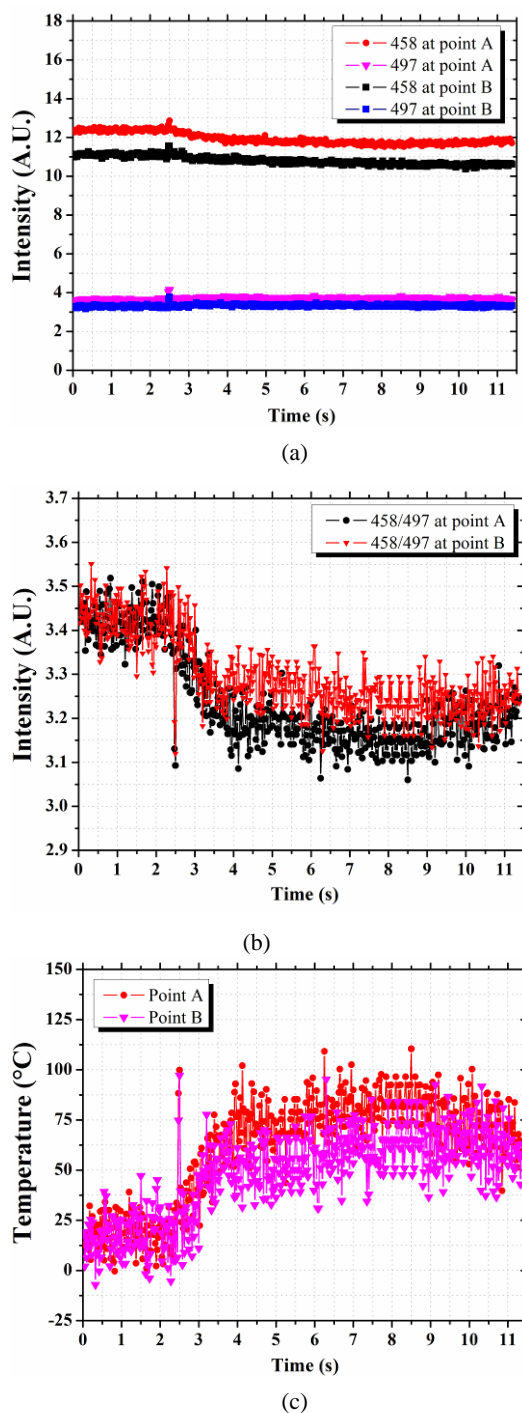 18
16
14
12
10
8
6
4
2
0
Intensity (A.U.)
458 at point A
497 at point A
458 at point B
497 at point B
0 1 2 3 4 5 6 7 8 9 10 11
Time (s)
(a)
3.7
3.6
3.5
3.4
3.3
3.2
3.1
3.0
2.9
Intensity (A.U.)
458/497 at point A
458/497 at point B
0 1 2 3 4 5 6 7 8 9 10 11
Time (s)
(b)
150
125
100
75
50
25
0
-25
Temperature (°C)
Point A
Point B
0 1 2 3 4 5 6 7 8 9 10 11
Time (s)
(c)